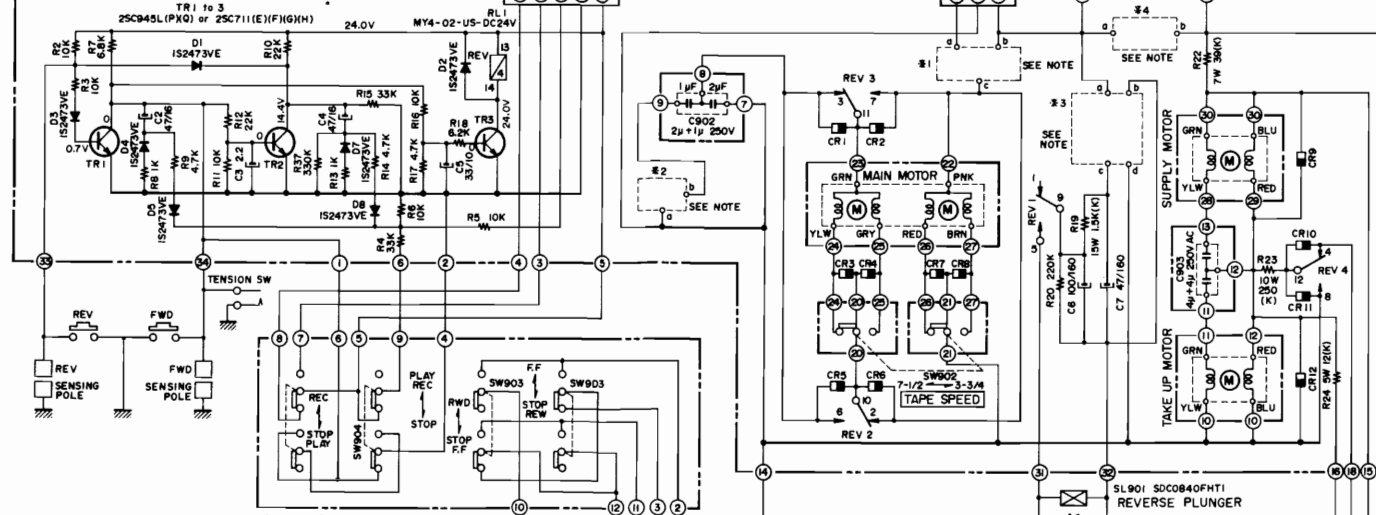 TR1 to 3
2SC945L(P)(Q) or 2SC711(E)(F)(G)(H)
24.0V
RL1
MY4-02-US-DC24V
R2 10K
R7 6.8K
D1
1S2473VE
R10 22K
D2 1S2473VE
REV
13
4
14
R3 10K
D3 1S2473VE
0
C2 47/16
R12 22K
14.4V
R15 33K
C4 47/16
R16 10K
R18 6.2K
TR3
24.0V
0.7V
TR1
D4 1S2473VE
R9 4.7K
R8 1K
R11 10K
C3 2.2
0
TR2
R37 330K
R13 1K
D7 1S2473VE
R14 4.7K
R17 4.7K
C5 33/10
0
D5 1S2473VE
D8
1S2473VE
R6 10K
R5 10K
R4 33K
33
34
1
6
2
4
3
5
TENSION SW
A
REV
FWD
REV
SENSING POLE
FWD
SENSING POLE
8
7
5
9
4
REC
STOP
PLAY
SW904
PLAY
REC
STOP
SW903
RWD
STOP
F.F
F.F
STOP
REW
SW903
10
12
11
3
2
※2
b
a
SEE NOTE
8
1μF
2μF
9
7
C902
2μ+1μ 250V
REV 3
3
7
11
CR1
CR2
※1
a
b
c
SEE NOTE
23
22
GRN
MAIN MOTOR
PNK
M
M
YLW
GRY
RED
BRN
24
25
26
27
CR3
CR4
CR7
CR8
24
20
25
26
21
27
20
21
CR5
CR6
10
6
2
REV 2
SW902
7-1/2
3-3/4
TAPE SPEED
※4
a
b
SEE NOTE
※3
a
b
c
d
SEE NOTE
REV 1
1
9
5
R19
15W 1.5K(K)
R20 220K
C6 100/160
C7 47/160
R22
7W 39(K)
30
30
GRN
BLU
SUPPLY MOTOR
M
YLW
RED
28
29
CR9
13
C903
4μ+4μ 250V AC
12
11
R23
10W
250
(K)
CR10
4
REV 4
12
8
CR11
11
12
GRN
RED
TAKE UP MOTOR
M
YLW
BLU
10
10
CR12
R24 5W 12(K)
14
31
32
16
18
15
SL901 SDC0840FHT1
REVERSE PLUNGER